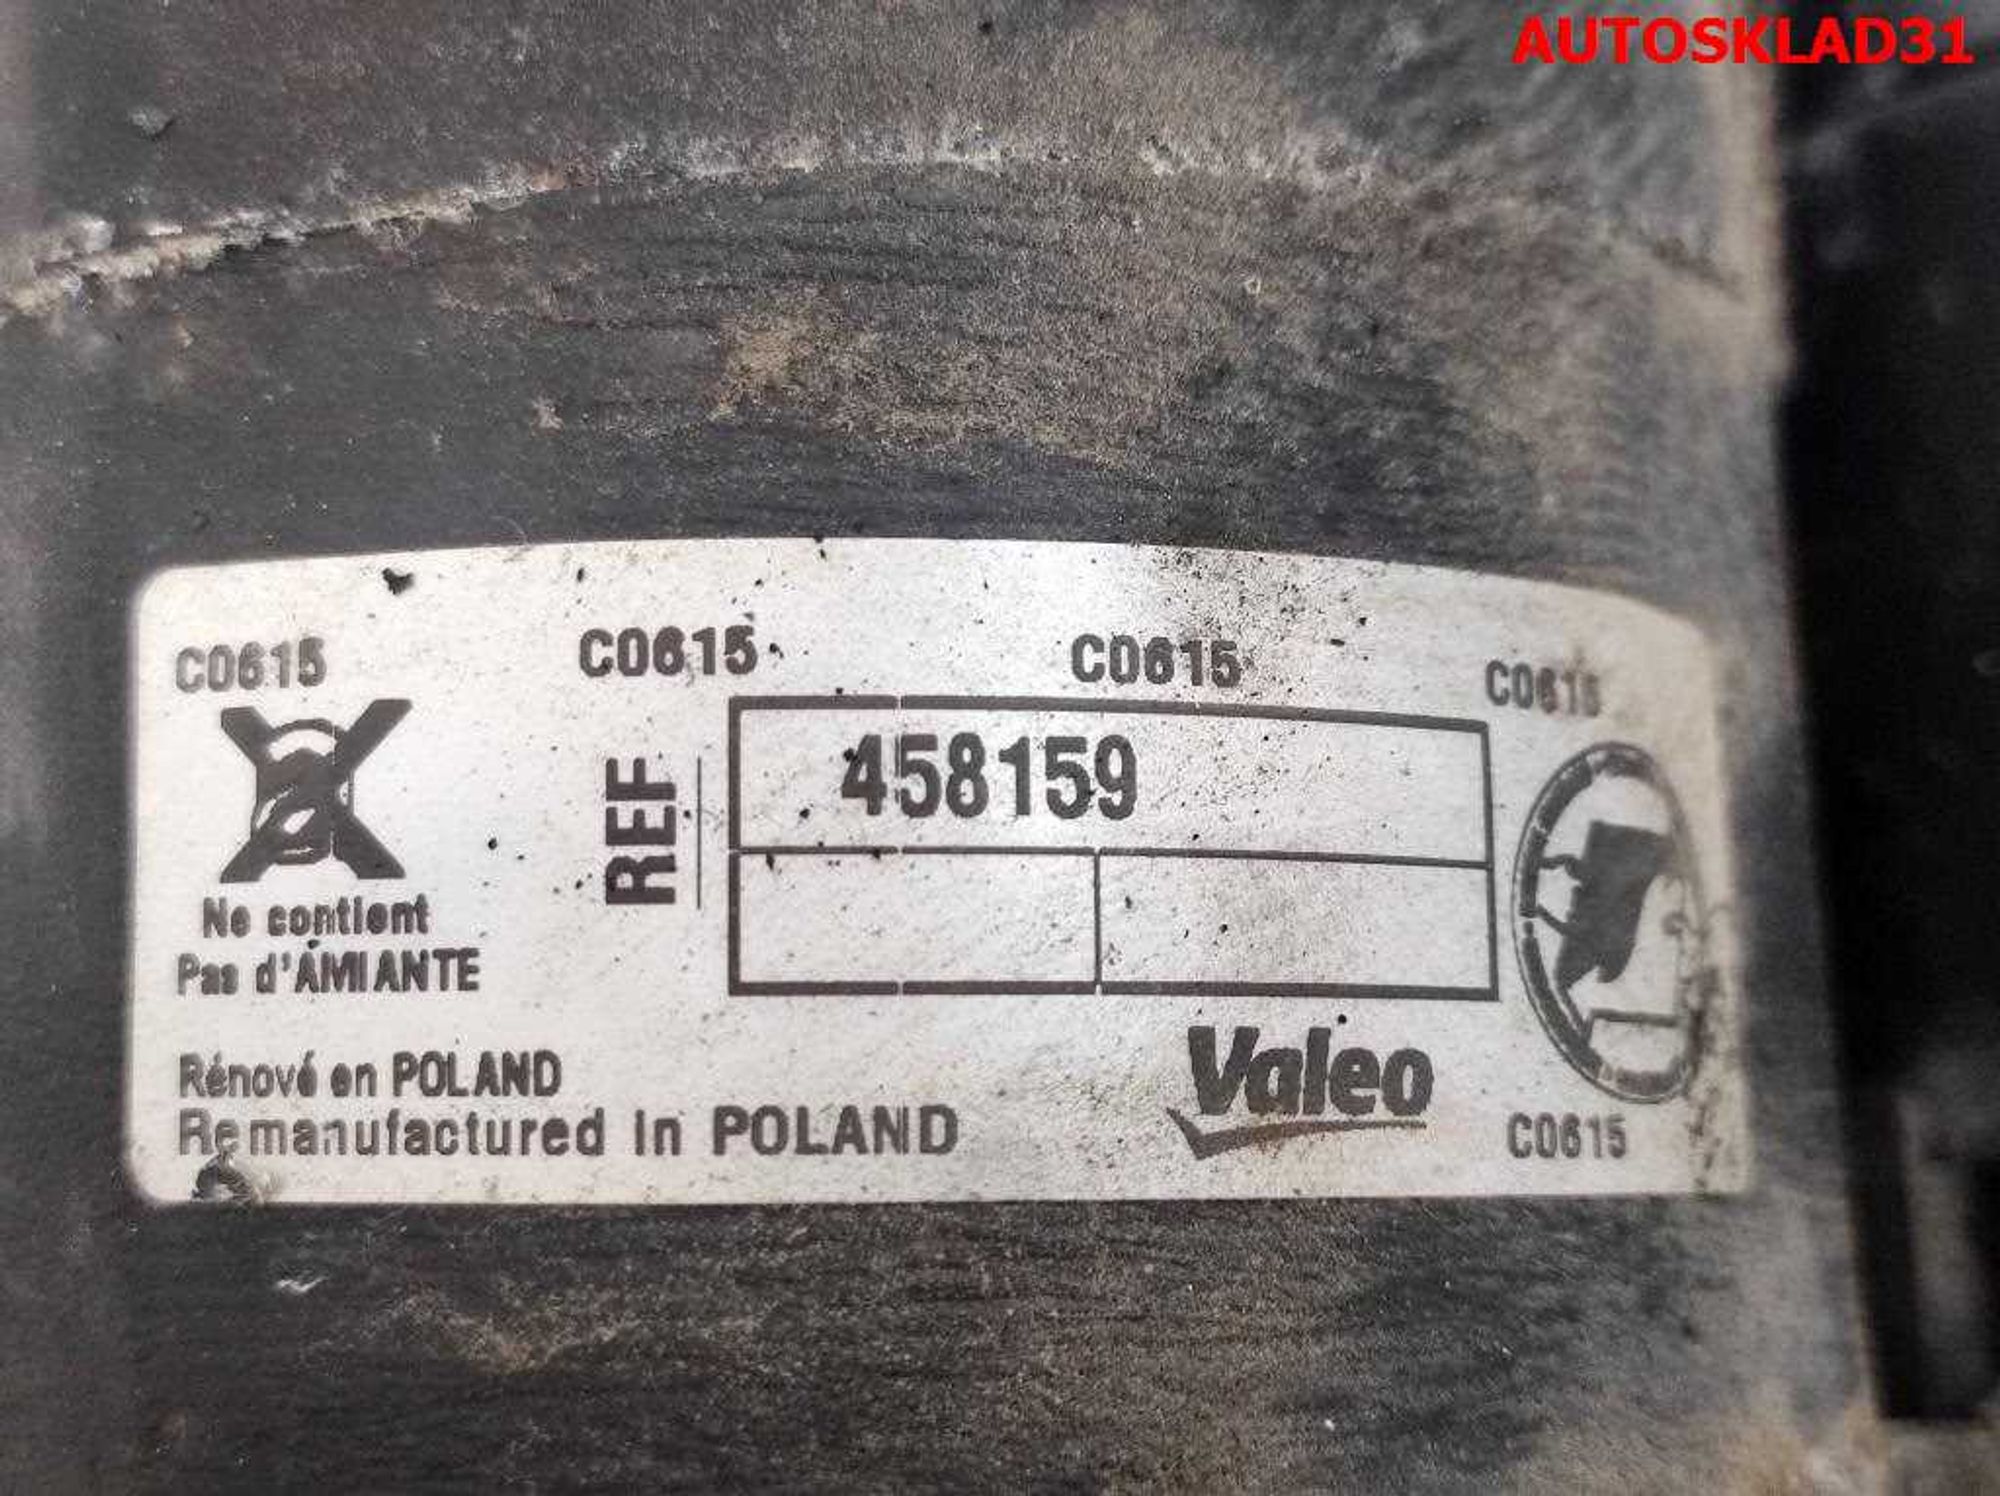 AUTOSKLAD31
C0615 C0615 C0615 C0615
REF 458159
Ne contient
Pas d'AMIANTE
Rénové en POLAND
Remanufactured in POLAND
Valeo
C0615